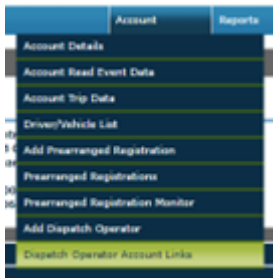 Account Reports
Account Details
Account Read Event Data
Account Trip Data
Driver/Vehicle List
Add Prearranged Registration
Prearranged Registrations
Prearranged Registration Monitor
Add Dispatch Operator
Dispatch Operator Account Links